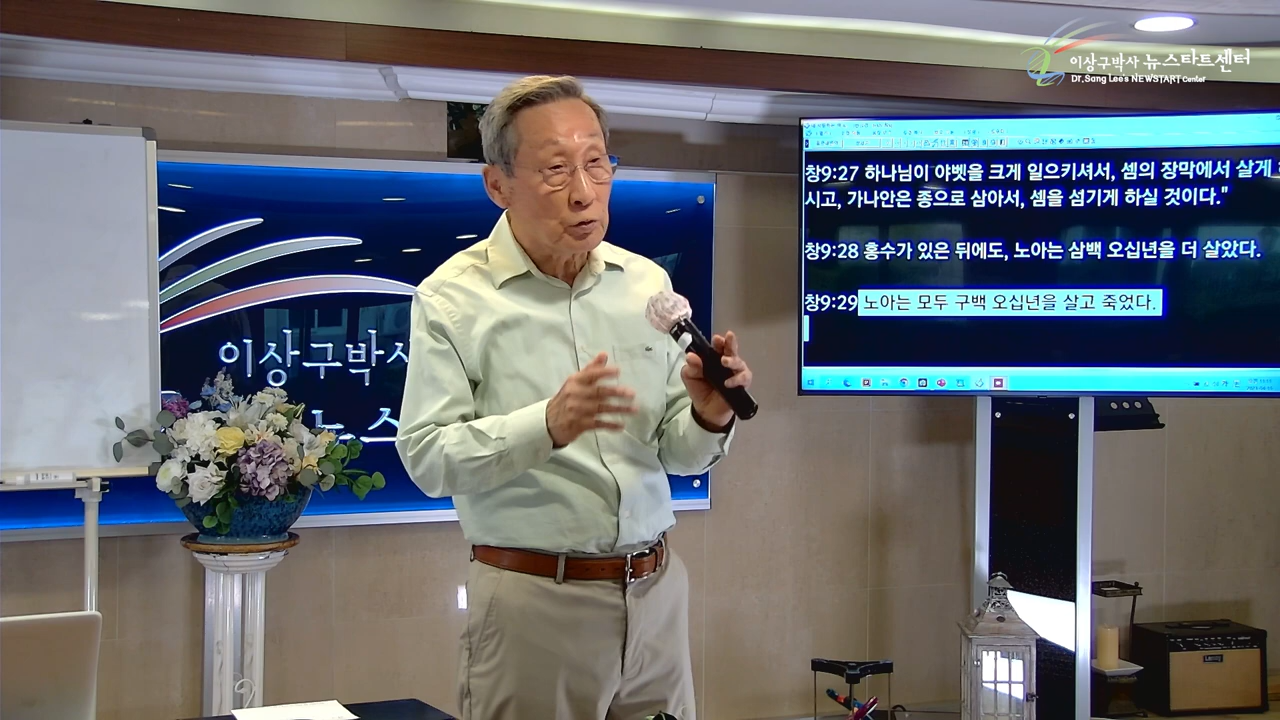 이상구박사 뉴스타트센터
Dr.Sang Lee's NEWSTART Center
창9:27 하나님이 야벳을 크게 일으키셔서, 셈의 장막에서 살게
시고, 가나안은 종으로 삼아서, 셈을 섬기게 하실 것이다."
창9:28 홍수가 있은 뒤에도, 노아는 삼백 오십년을 더 살았다.
창9:29 노아는 모두 구백 오십년을 살고 죽었다.
이상구박사
뉴스